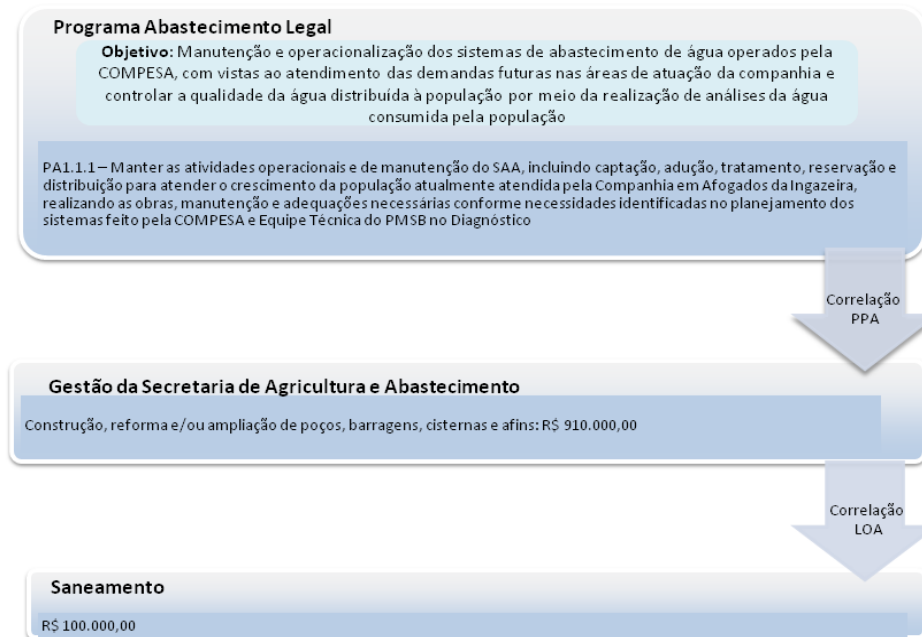 Programa Abastecimento Legal
Objetivo: Manutenção e operacionalização dos sistemas de abastecimento de água operados pela
COMPESA, com vistas ao atendimento das demandas futuras nas áreas de atuação da companhia e
controlar a qualidade da água distribuída à população por meio da realização de análises da água
consumida pela população
PA1.1.1 – Manter as atividades operacionais e de manutenção do SAA, incluindo captação, adução, tratamento, reservação e
distribuição para atender o crescimento da população atualmente atendida pela Companhia em Afogados da Ingazeira,
realizando as obras, manutenção e adequações necessárias conforme necessidades identificadas no planejamento dos
sistemas feito pela COMPESA e Equipe Técnica do PMSB no Diagnóstico
Correlação
PPA
Gestão da Secretaria de Agricultura e Abastecimento
Construção, reforma e/ou ampliação de poços, barragens, cisternas e afins: R$ 910.000,00
Correlação
LOA
Saneamento
R$ 100.000,00